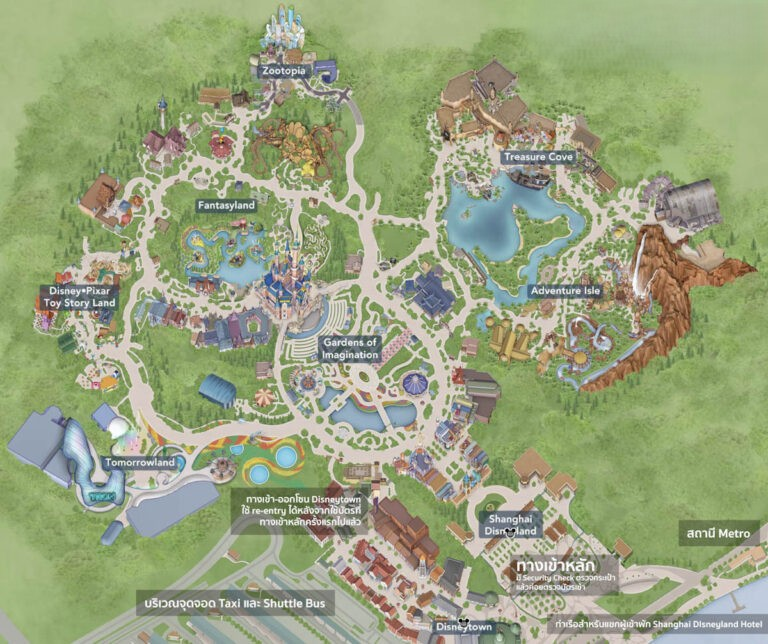 Zootopia
Treasure Cove
Fantasyland
Disney•Pixar
Toy Story Land
Adventure Isle
Gardens of
Imagination
Tomorrowland
TRON
ทางเข้า-ออกโซน Disneytown
ใช้ re-entry ได้หลังจากใช้บัตรที่
ทางเข้าหลักครั้งแรกไปแล้ว
Shanghai
Disneyland
สถานี Metro
ทางเข้าหลัก
มี Security Check ตรวจกระเป๋า
แล้วค่อยตรวจบัตรเข้า
บริเวณจุดจอด Taxi และ Shuttle Bus
Disneytown
ท่าเรือสำหรับแขกผู้เข้าพัก Shanghai Disneyland Hotel